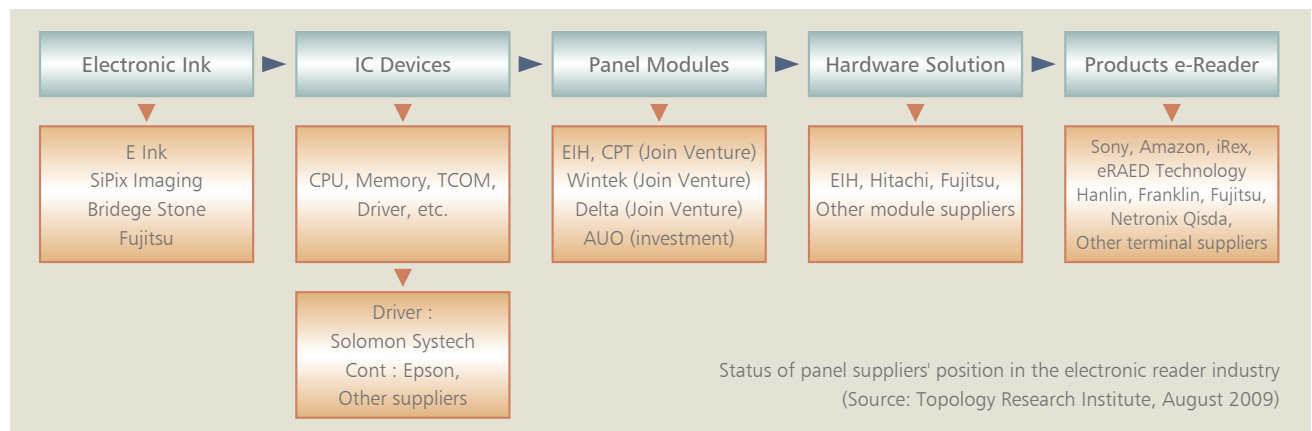 Electronic Ink
IC Devices
Panel Modules
Hardware Solution
Products e-Reader
E Ink
SiPix Imaging
Bridege Stone
Fujitsu
CPU, Memory, TCOM,
Driver, etc.
EIH, CPT (Join Venture)
Wintek (Join Venture)
Delta (Join Venture)
AUO (investment)
EIH, Hitachi, Fujitsu,
Other module suppliers
Sony, Amazon, iRex,
eRAED Technology
Hanlin, Franklin, Fujitsu,
Netronix Qisda,
Other terminal suppliers
Driver :
Solomon Systech
Cont : Epson,
Other suppliers
Status of panel suppliers' position in the electronic reader industry
(Source: Topology Research Institute, August 2009)